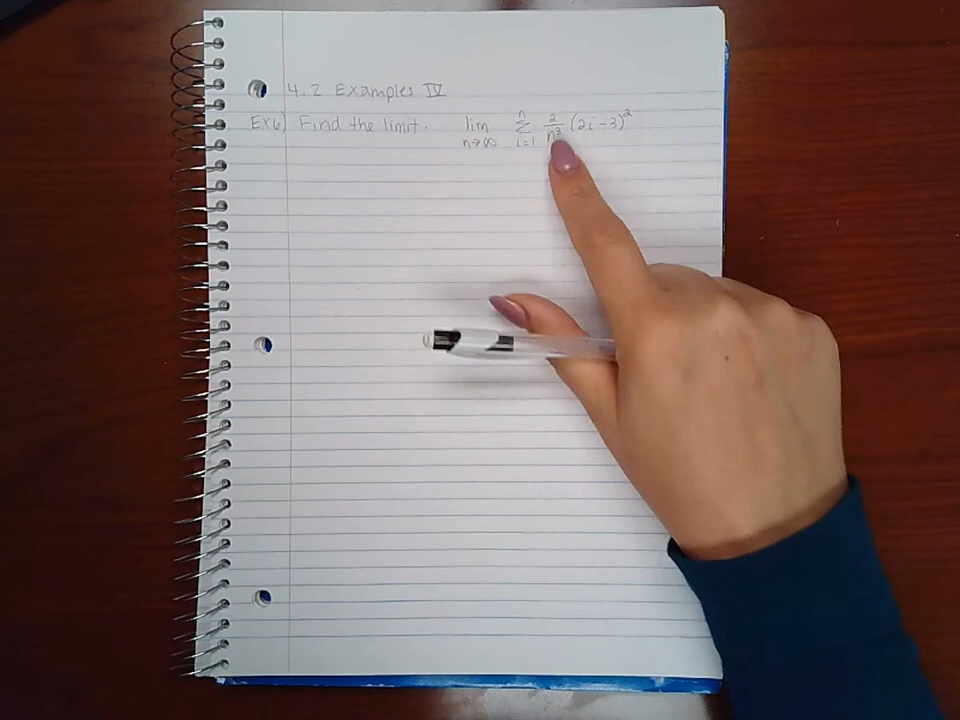 4.2 Examples IV
EX6) Find the limit. lim n→∞ n Σ i=1 2/n³ (2i-3)²